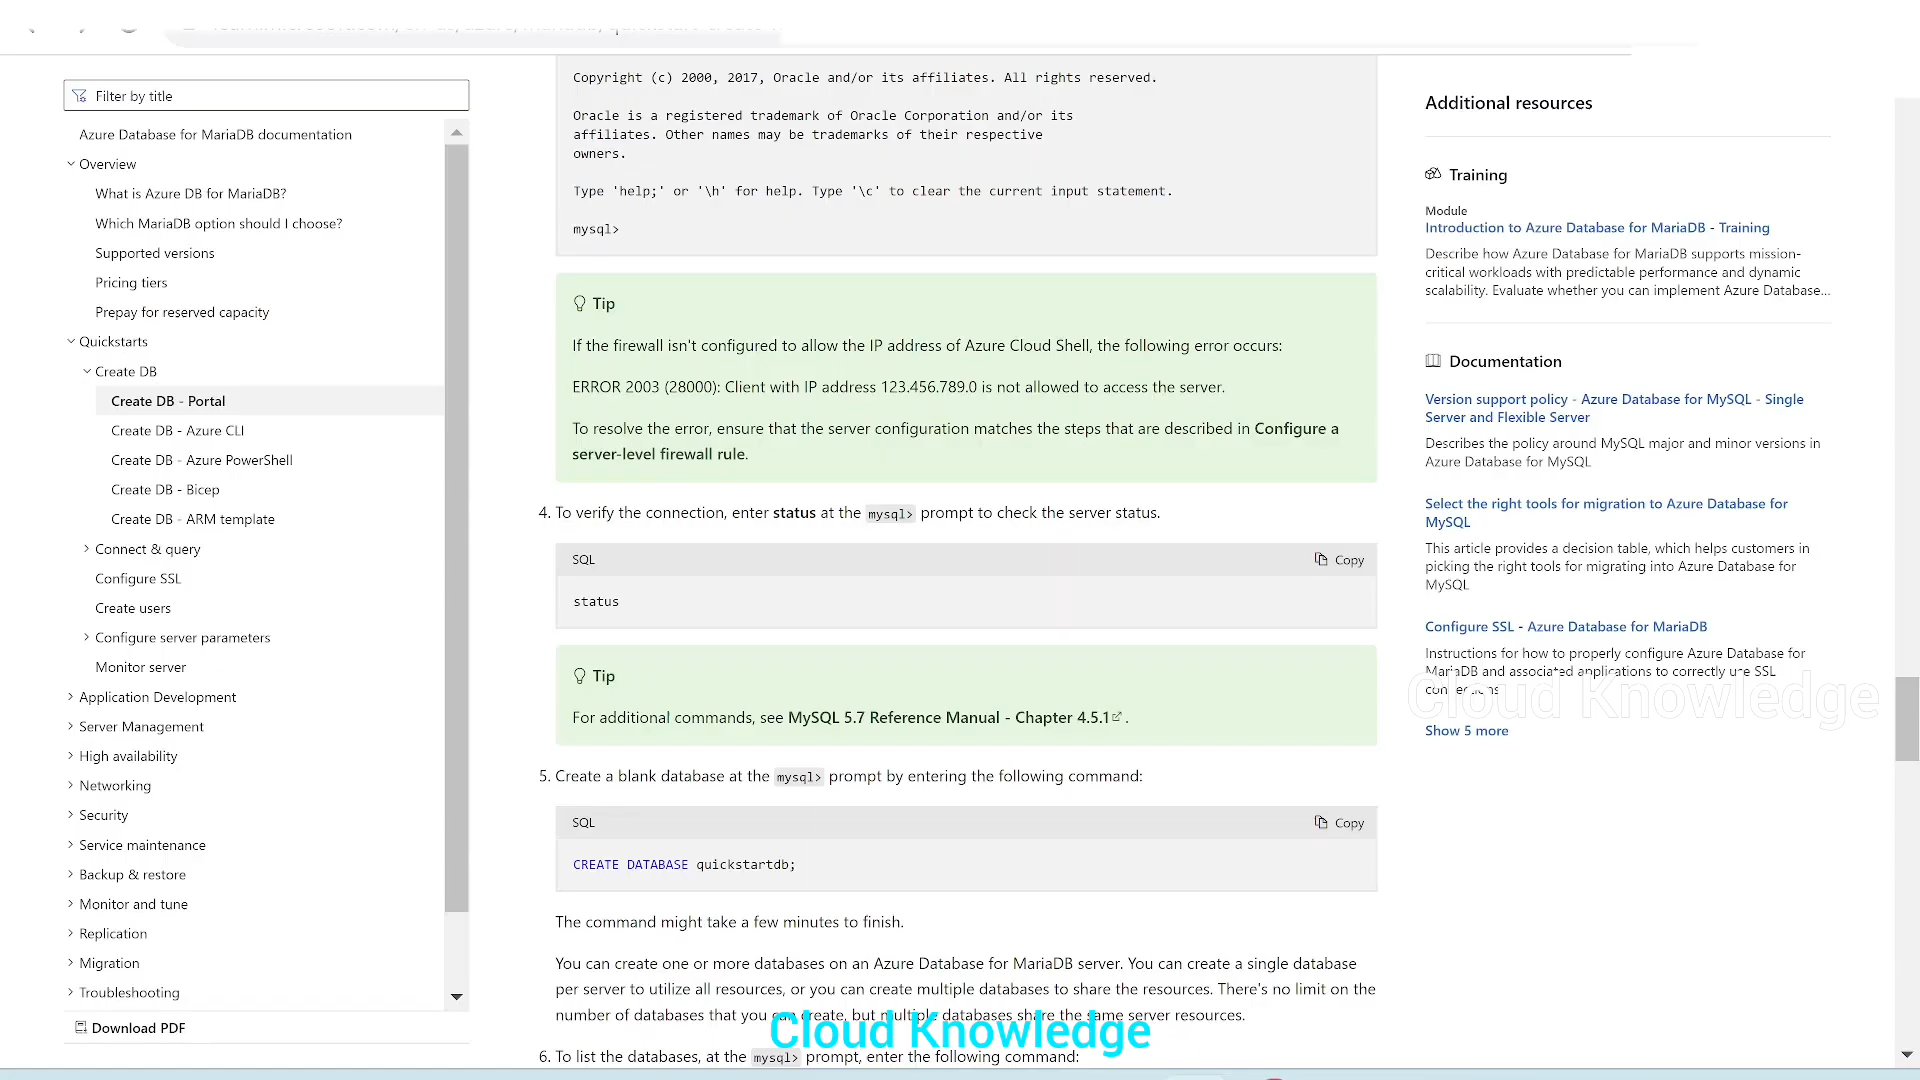 Filter by title
Azure Database for MariaDB documentation
Overview
What is Azure DB for MariaDB?
Which MariaDB option should I choose?
Supported versions
Pricing tiers
Prepay for reserved capacity
Quickstarts
Create DB
Create DB - Portal
Create DB - Azure CLI
Create DB - Azure PowerShell
Create DB - Bicep
Create DB - ARM template
Connect & query
Configure SSL
Create users
Configure server parameters
Monitor server
Application Development
Server Management
High availability
Networking
Security
Service maintenance
Backup & restore
Monitor and tune
Replication
Migration
Troubleshooting
Download PDF
Copyright (c) 2000, 2017, Oracle and/or its affiliates. All rights reserved.
Oracle is a registered trademark of Oracle Corporation and/or its
affiliates. Other names may be trademarks of their respective
owners.
Type 'help;' or '\h' for help. Type '\c' to clear the current input statement.
mysql>
Tip
If the firewall isn't configured to allow the IP address of Azure Cloud Shell, the following error occurs:
ERROR 2003 (28000): Client with IP address 123.456.789.0 is not allowed to access the server.
To resolve the error, ensure that the server configuration matches the steps that are described in Configure a
server-level firewall rule.
4. To verify the connection, enter status at the mysql> prompt to check the server status.
SQL
Copy
status
Tip
For additional commands, see MySQL 5.7 Reference Manual - Chapter 4.5.1 .
5. Create a blank database at the mysql> prompt by entering the following command:
SQL
Copy
CREATE DATABASE quickstartdb;
The command might take a few minutes to finish.
You can create one or more databases on an Azure Database for MariaDB server. You can create a single database
per server to utilize all resources, or you can create multiple databases to share the resources. There's no limit on the
number of databases that you can create, but multiple databases share the same server resources.
Cloud Knowledge
6. To list the databases, at the mysql> prompt, enter the following command:
Additional resources
Training
Module
Introduction to Azure Database for MariaDB - Training
Describe how Azure Database for MariaDB supports mission-
critical workloads with predictable performance and dynamic
scalability. Evaluate whether you can implement Azure Database...
Documentation
Version support policy - Azure Database for MySQL - Single
Server and Flexible Server
Describes the policy around MySQL major and minor versions in
Azure Database for MySQL
Select the right tools for migration to Azure Database for
MySQL
This article provides a decision table, which helps customers in
picking the right tools for migrating into Azure Database for
MySQL
Configure SSL - Azure Database for MariaDB
Instructions for how to properly configure Azure Database for
MariaDB and associated applications to correctly use SSL
connections
Cloud Knowledge
Show 5 more